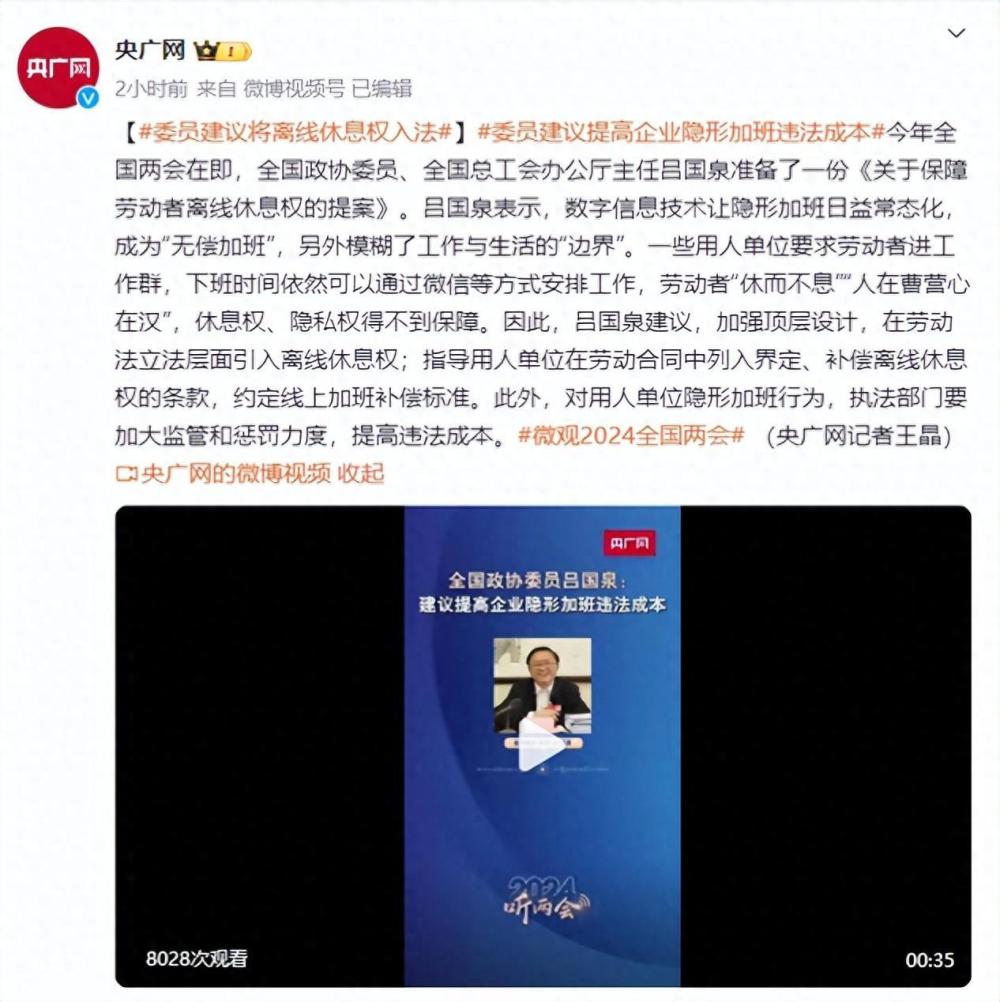 央广网
央广网
2小时前 来自 微博视频号 已编辑
【#委员建议将离线休息权入法#】#委员建议提高企业隐形加班违法成本#今年全
国两会在即，全国政协委员、全国总工会办公厅主任吕国泉准备了一份《关于保障
劳动者离线休息权的提案》。吕国泉表示，数字信息技术让隐形加班日益常态化，
成为“无偿加班”，另外模糊了工作与生活的“边界”。一些用人单位要求劳动者进工
作群，下班时间依然可以通过微信等方式安排工作，劳动者“休而不息”“人在曹营心
在汉”，休息权、隐私权得不到保障。因此，吕国泉建议，加强顶层设计，在劳动
法立法层面引入离线休息权；指导用人单位在劳动合同中列入界定、补偿离线休息
权的条款，约定线上加班补偿标准。此外，对用人单位隐形加班行为，执法部门要
加大监管和惩罚力度，提高违法成本。#微观2024全国两会#（央广网记者王晶）
央广网的微博视频 收起
央广网
全国政协委员吕国泉：
建议提高企业隐形加班违法成本
2024
听两会
8028次观看
00:35